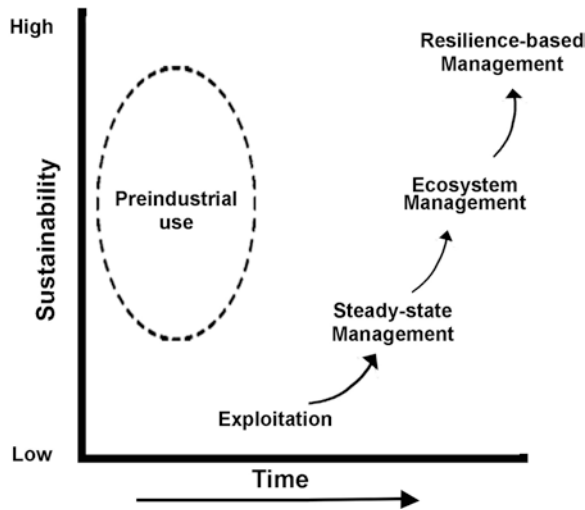 High
Resilience-based
Management
Preindustrial
use
Ecosystem
Management
Sustainability
Steady-state
Management
Exploitation
Low
Time